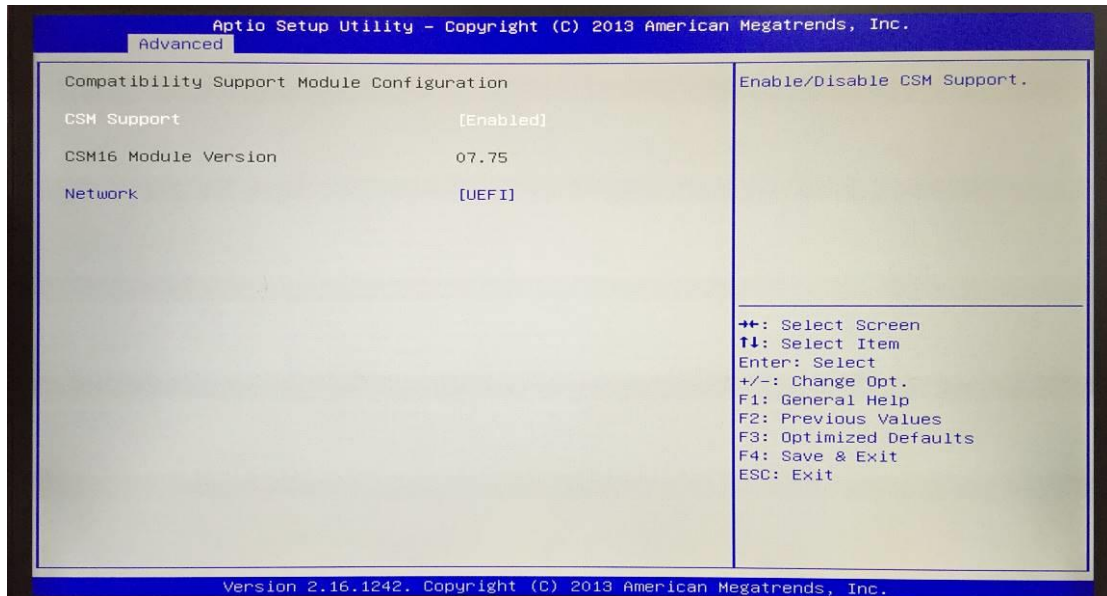 Aptio Setup Utility – Copyright (C) 2013 American Megatrends, Inc.
Advanced
Compatibility Support Module Configuration
CSM Support [Enabled]
CSM16 Module Version 07.75
Network [UEFI]
Enable/Disable CSM Support.
→←: Select Screen
↑↓: Select Item
Enter: Select
+/-: Change Opt.
F1: General Help
F2: Previous Values
F3: Optimized Defaults
F4: Save & Exit
ESC: Exit
Version 2.16.1242. Copyright (C) 2013 American Megatrends, Inc.